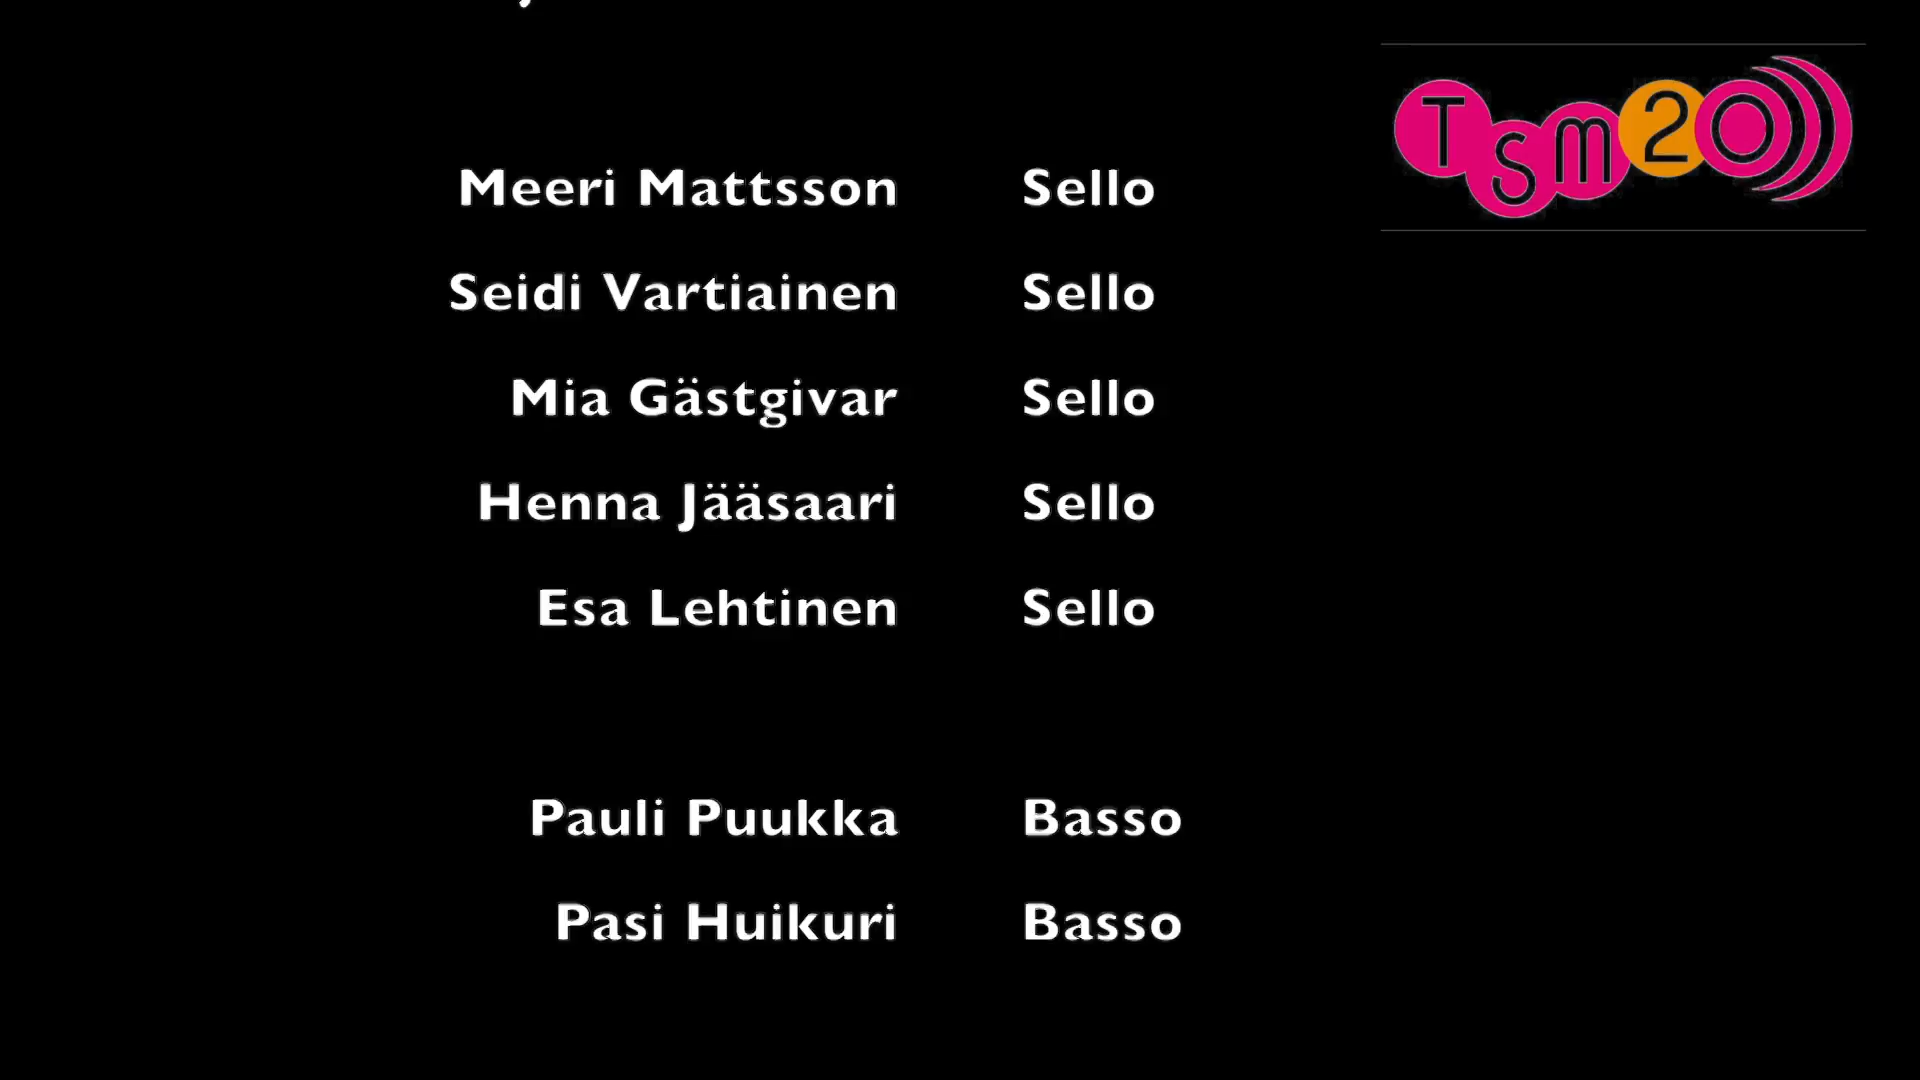 TSM20
Meeri Mattsson Sello
Seidi Vartiainen Sello
Mia Gästgivar Sello
Henna Jääsaari Sello
Esa Lehtinen Sello
Pauli Puukka Basso
Pasi Huikuri Basso